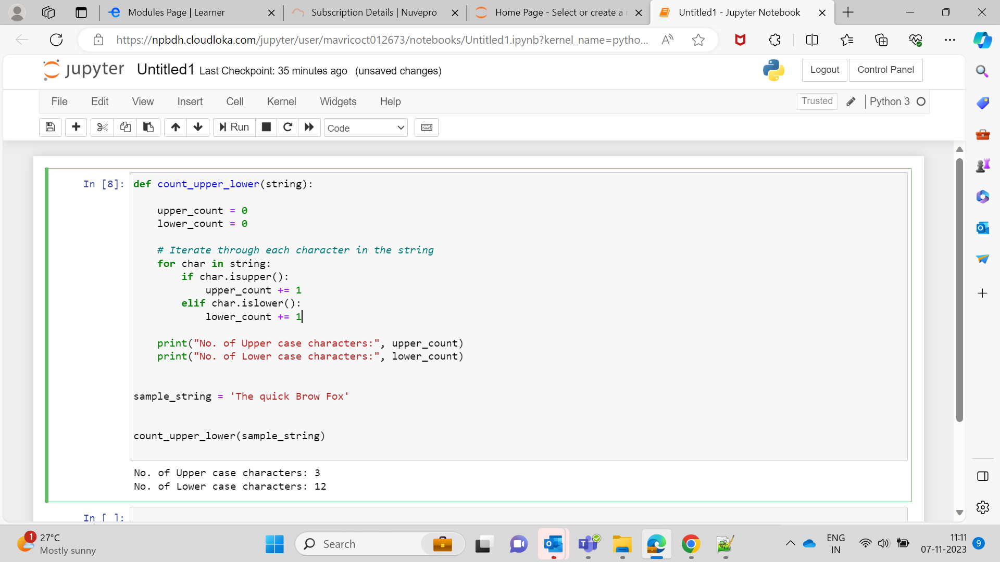 Modules Page | Learner
Subscription Details | Nuvepro
Home Page - Select or create a
Untitled1 - Jupyter Notebook
https://npbdh.cloudloka.com/jupyter/user/mavricoct012673/notebooks/Untitled1.ipynb?kernel_name=pytho...
jupyter Untitled1 Last Checkpoint: 35 minutes ago (unsaved changes)
Logout
Control Panel
File Edit View Insert Cell Kernel Widgets Help
Trusted
Python 3
Run
Code
In [8]: def count_upper_lower(string):
upper_count = 0
lower_count = 0
# Iterate through each character in the string
for char in string:
if char.isupper():
upper_count += 1
elif char.islower():
lower_count += 1
print("No. of Upper case characters:", upper_count)
print("No. of Lower case characters:", lower_count)
sample_string = 'The quick Brow Fox'
count_upper_lower(sample_string)
No. of Upper case characters: 3
No. of Lower case characters: 12
In [ ]:
1
27°C
Mostly sunny
Search
ENG
IN
11:11
07-11-2023
9